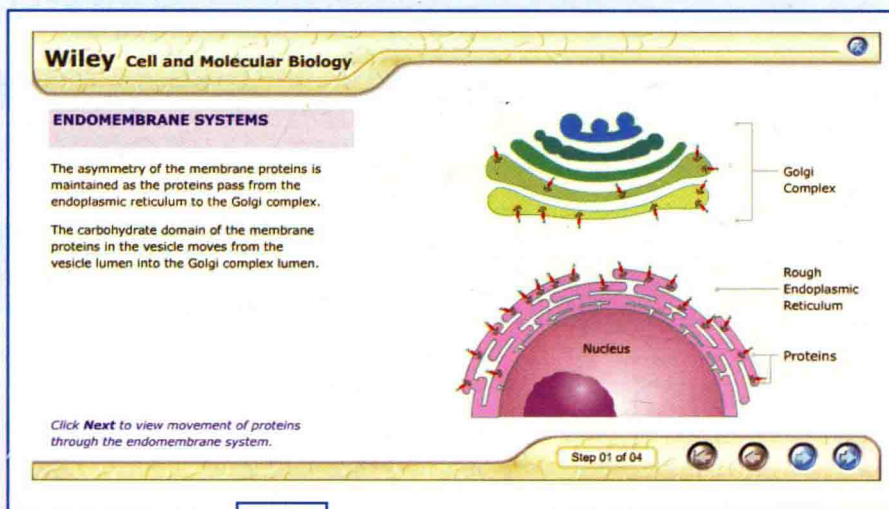 Wiley Cell and Molecular Biology
ENDOMEMBRANE SYSTEMS
The asymmetry of the membrane proteins is
maintained as the proteins pass from the
endoplasmic reticulum to the Golgi complex.
The carbohydrate domain of the membrane
proteins in the vesicle moves from the
vesicle lumen into the Golgi complex lumen.
Click Next to view movement of proteins
through the endomembrane system.
Golgi
Complex
Rough
Endoplasmic
Reticulum
Nucleus
Proteins
Step 01 of 04